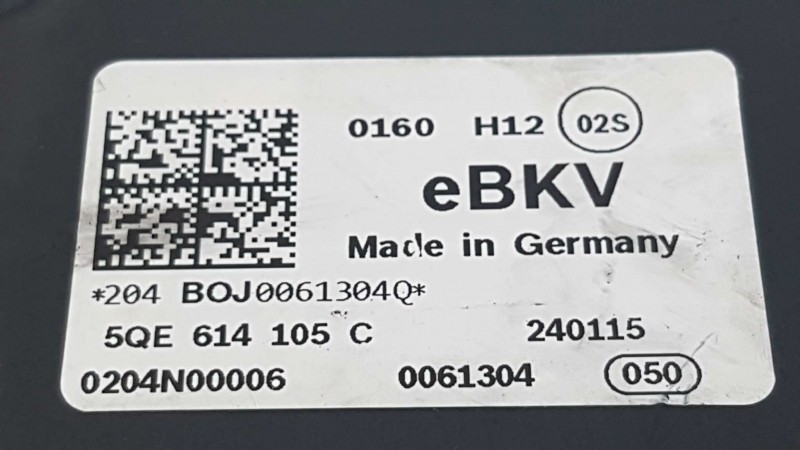 0160 H12 02S
eBKV
Made in Germany
*204 BOJ0061304Q*
5QE 614 105 C 240115
0204N00006 0061304 050